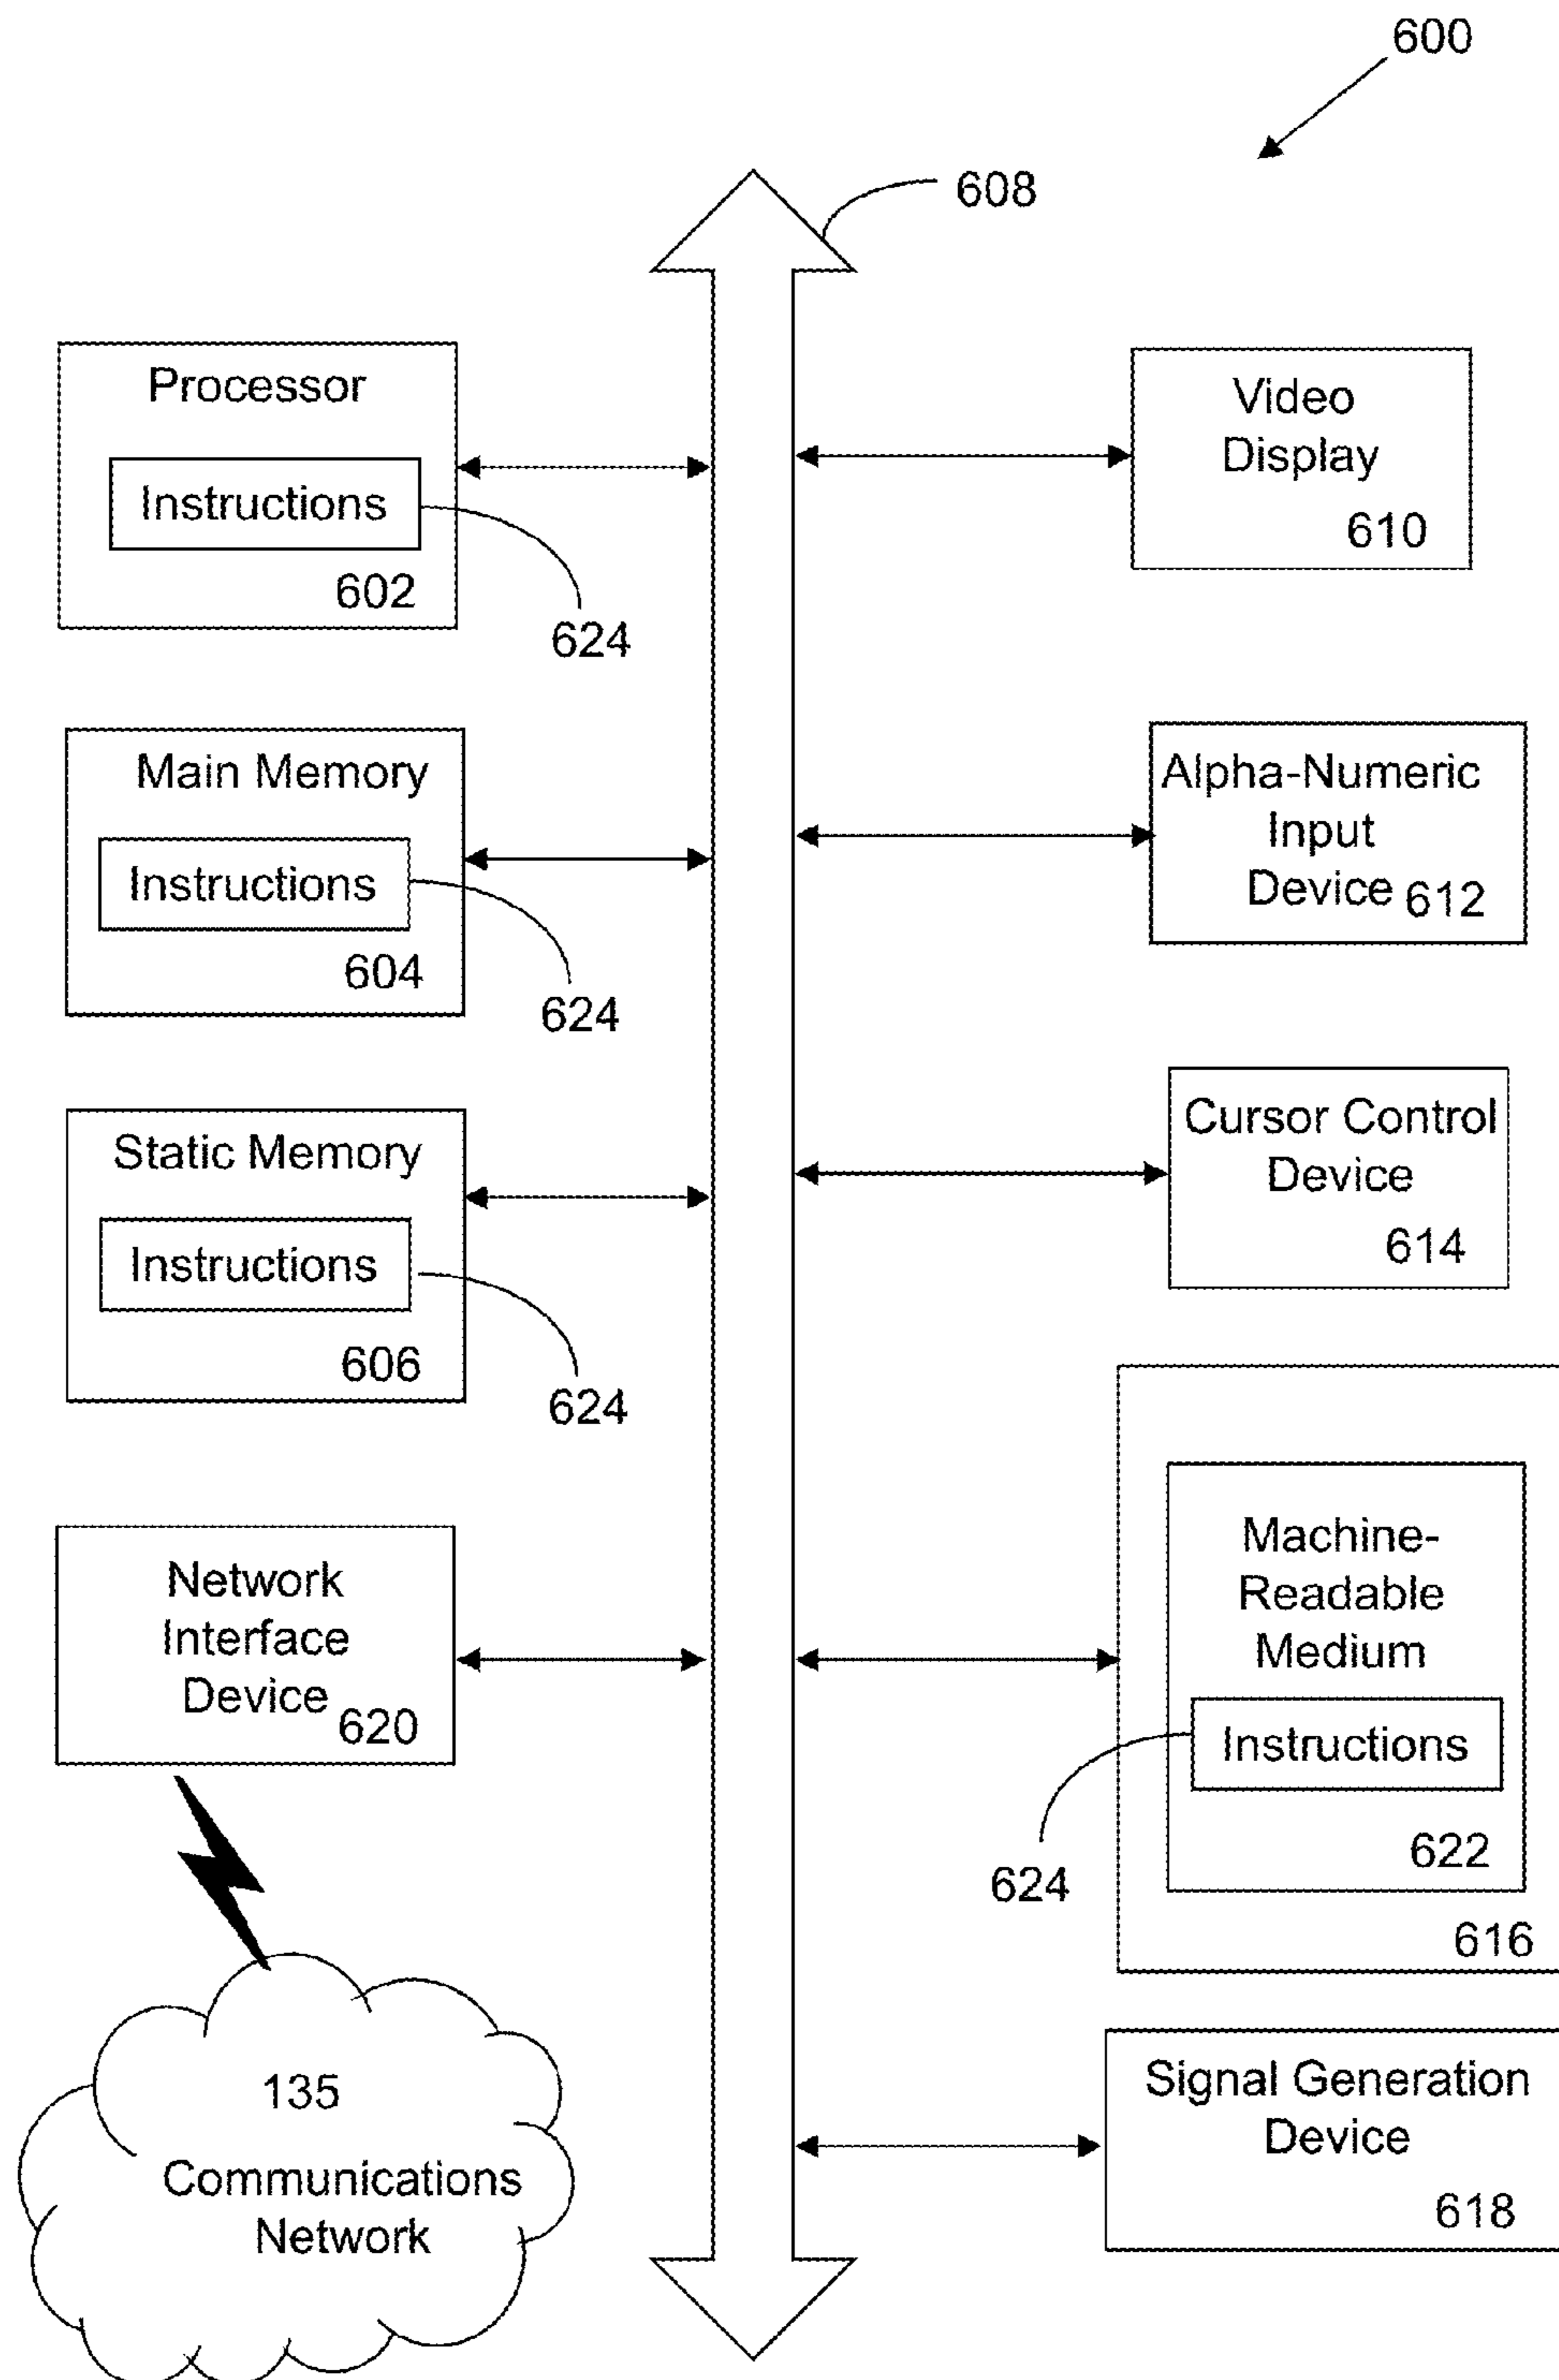 600
608
Processor
Instructions
602
624
Video
Display
610
Main Memory
Instructions
604
624
Alpha-Numeric
Input
Device 612
Static Memory
Instructions
606
624
Cursor Control
Device
614
Network
Interface
Device 620
Machine-
Readable
Medium
Instructions
622
624
616
135
Communications
Network
Signal Generation
Device
618